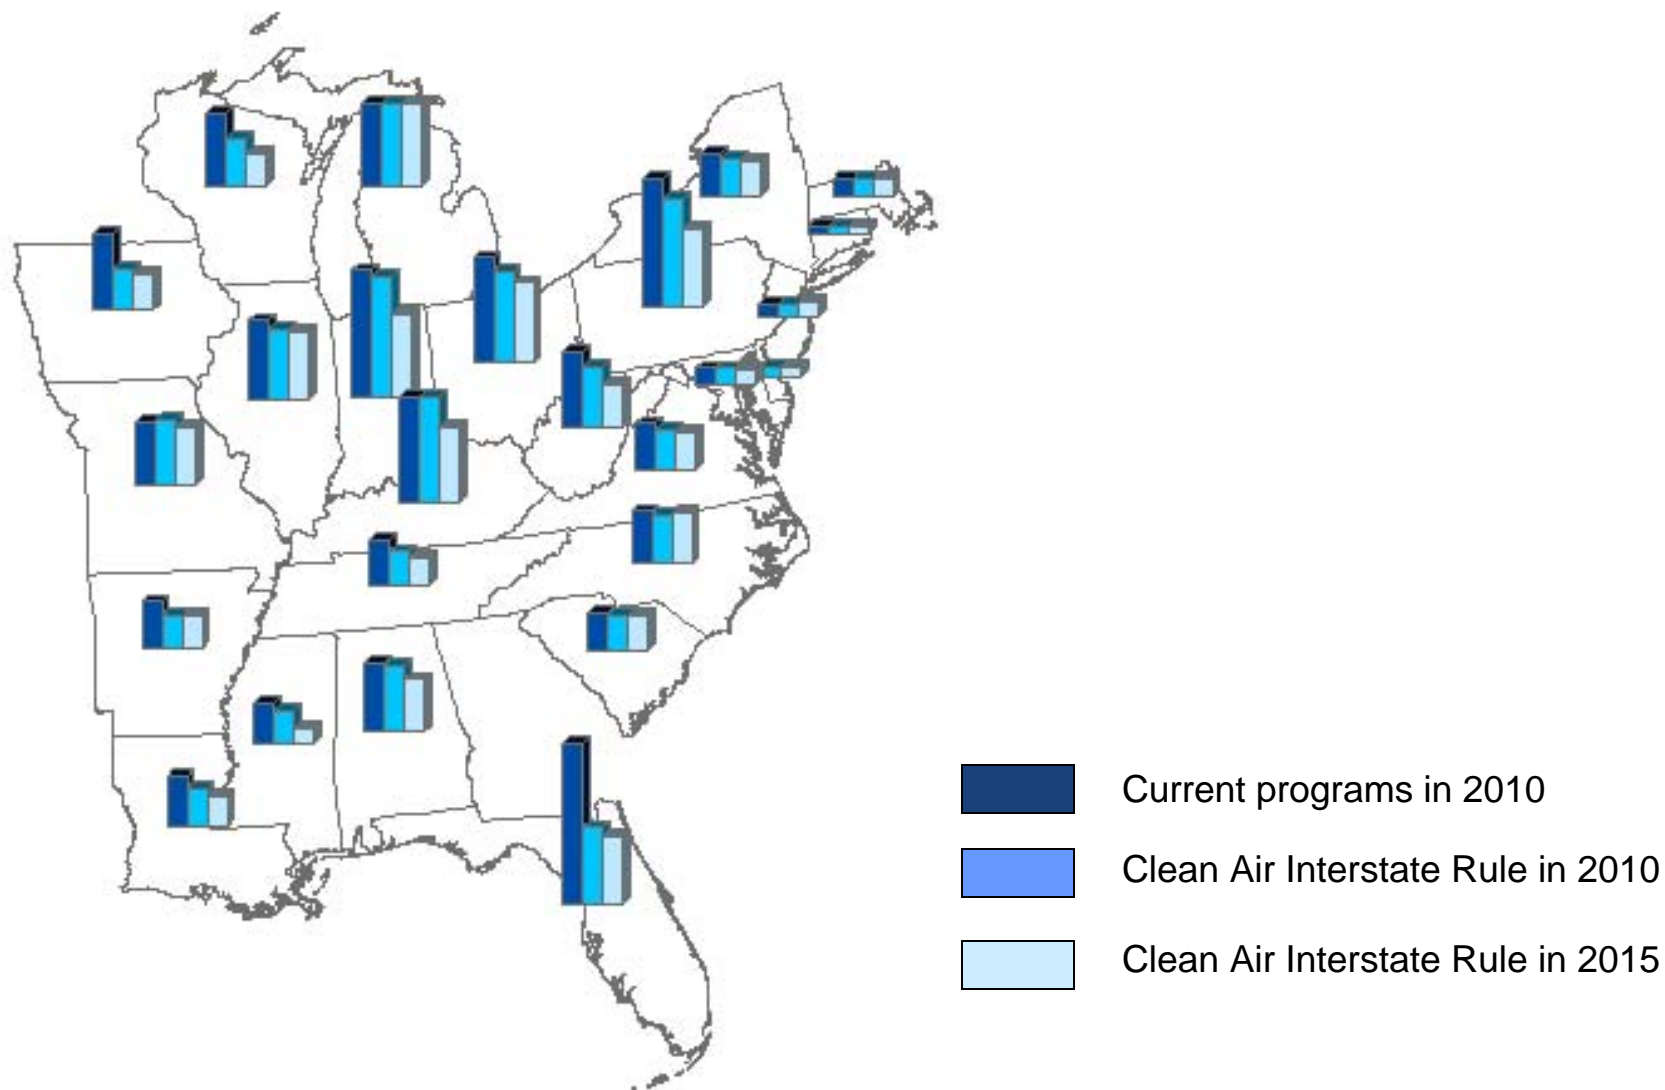 Current programs in 2010
Clean Air Interstate Rule in 2010
Clean Air Interstate Rule in 2015